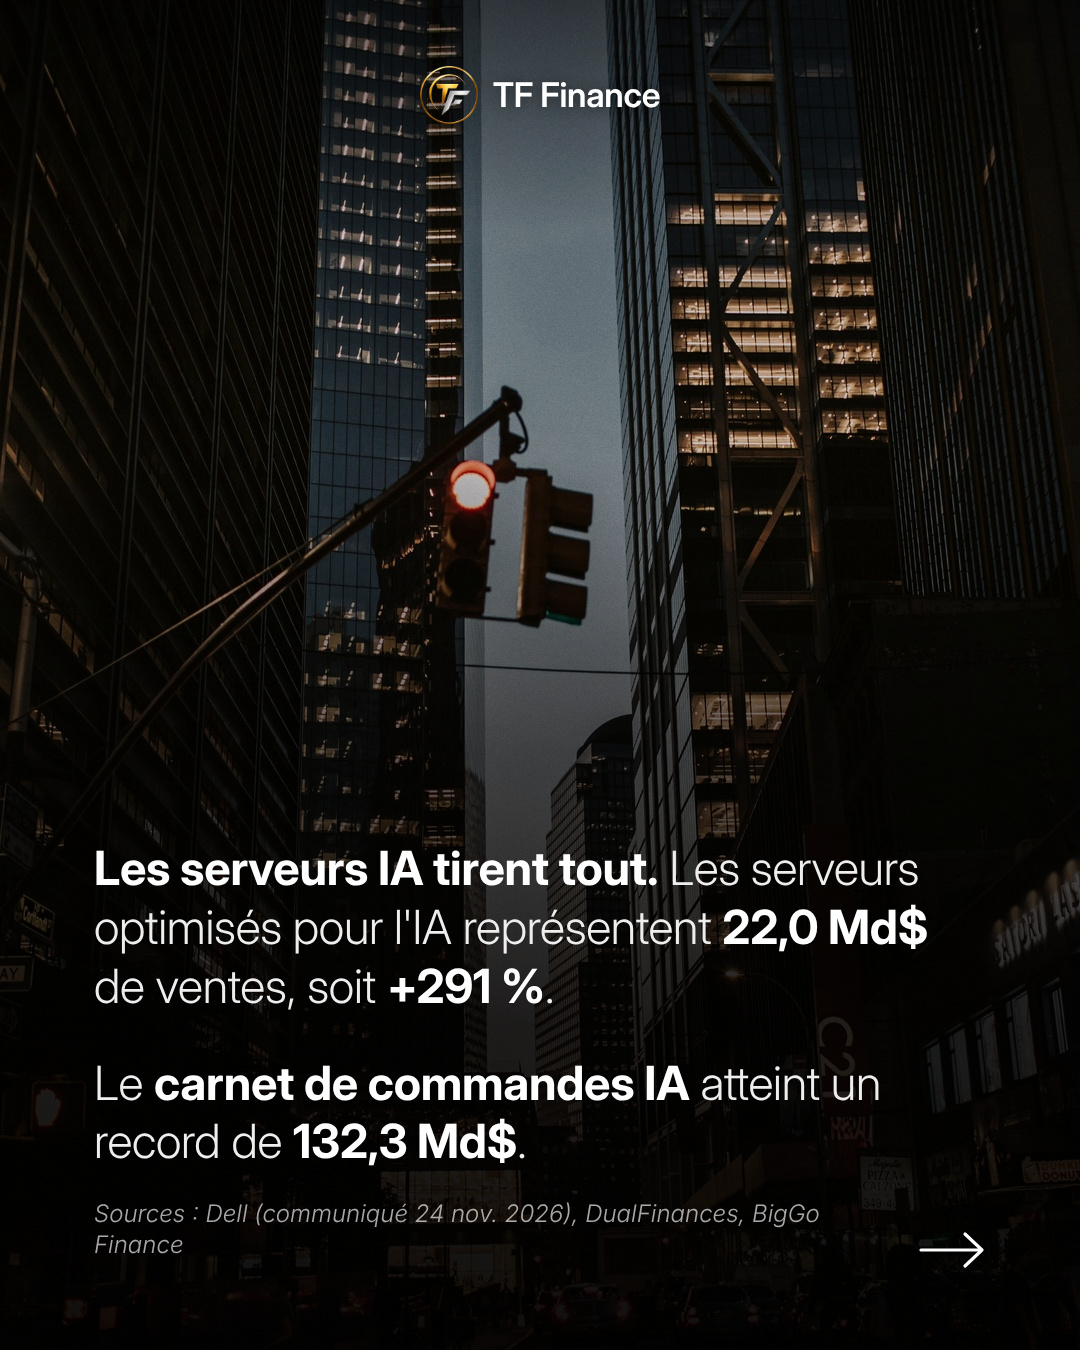 TF Finance
Les serveurs IA tirent tout. Les serveurs
optimisés pour l'IA représentent 22,0 Md$
de ventes, soit +291 %.
Le carnet de commandes IA atteint un
record de 132,3 Md$.
Sources : Dell (communiqué 24 nov. 2026), DualFinances, BigGo
Finance